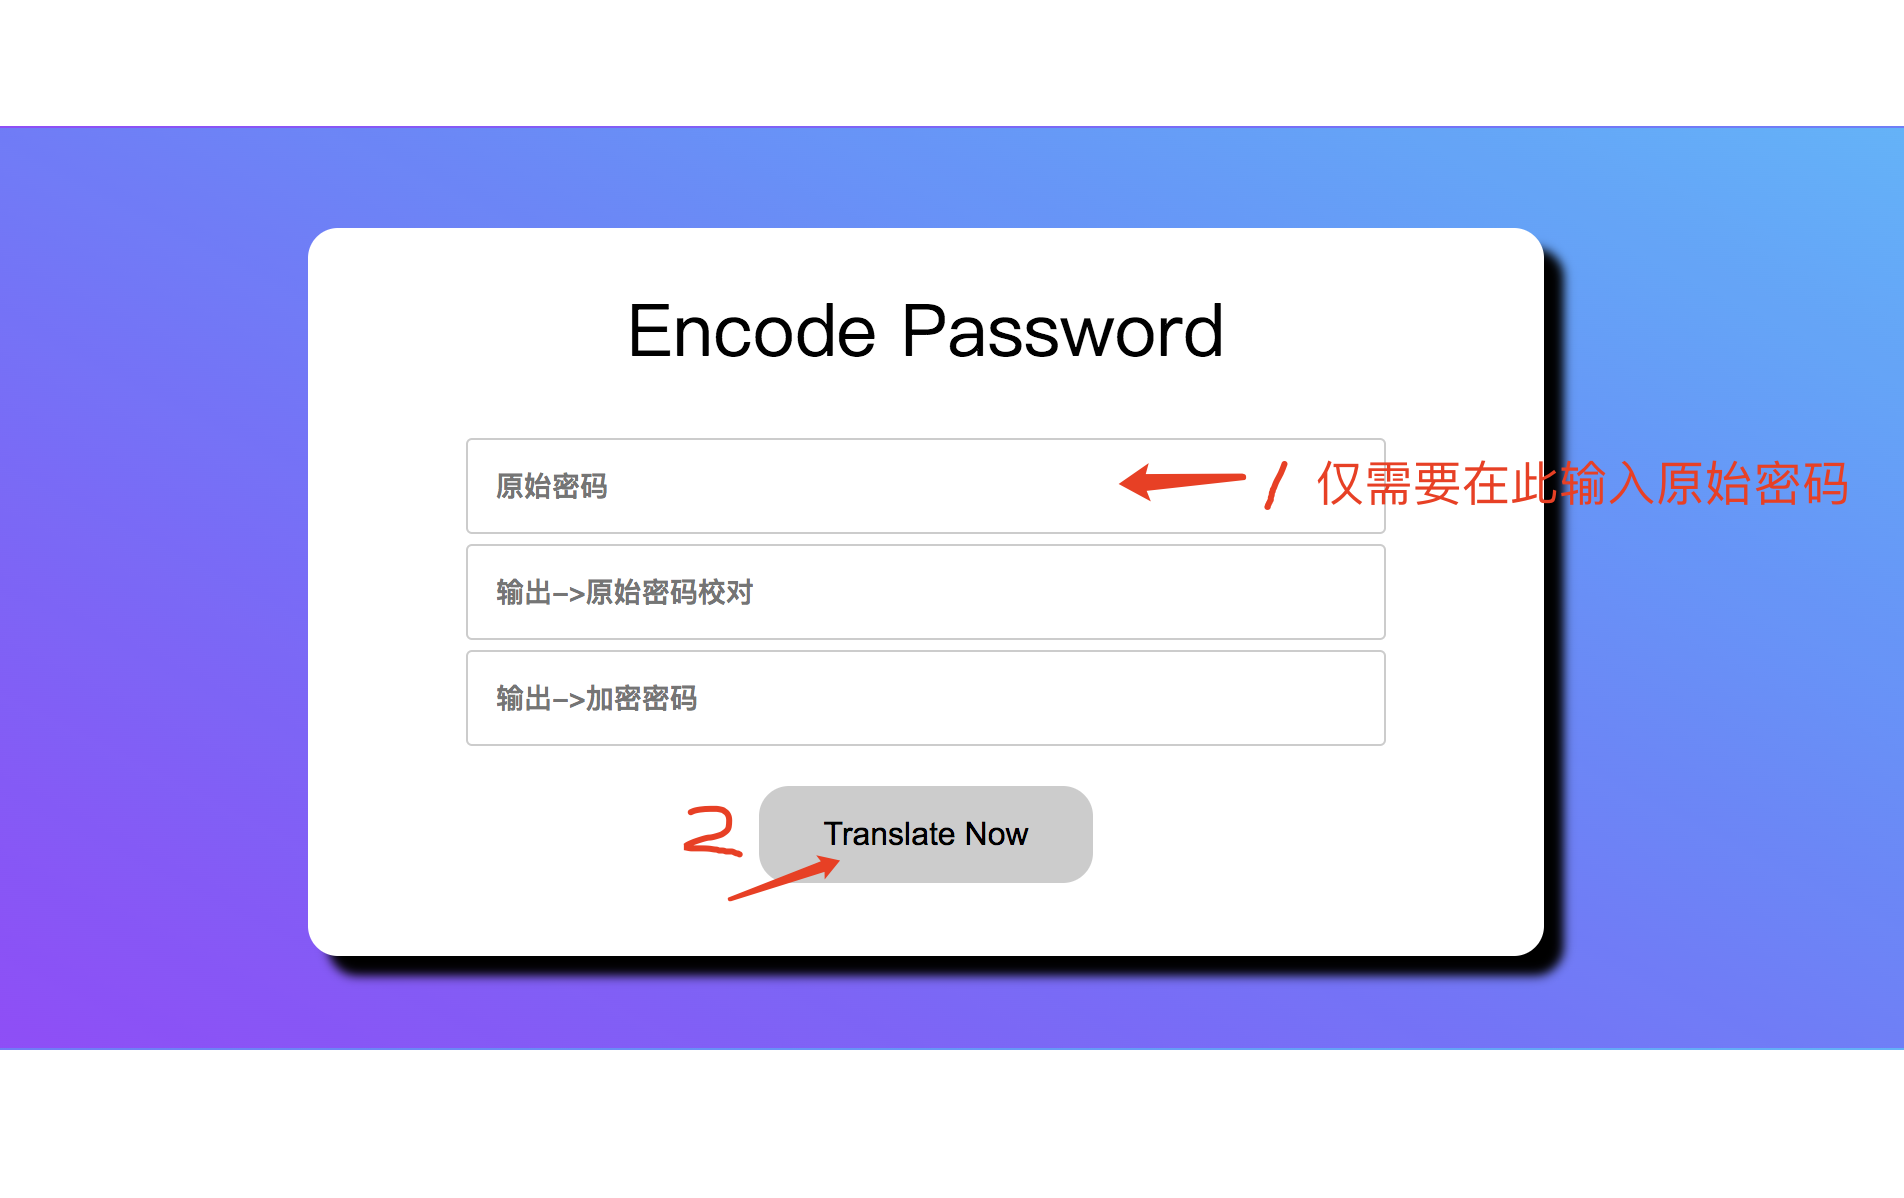 Encode Password
原始密码
1 仅需要在此输入原始密码
输出->原始密码校对
输出->加密密码
2
Translate Now